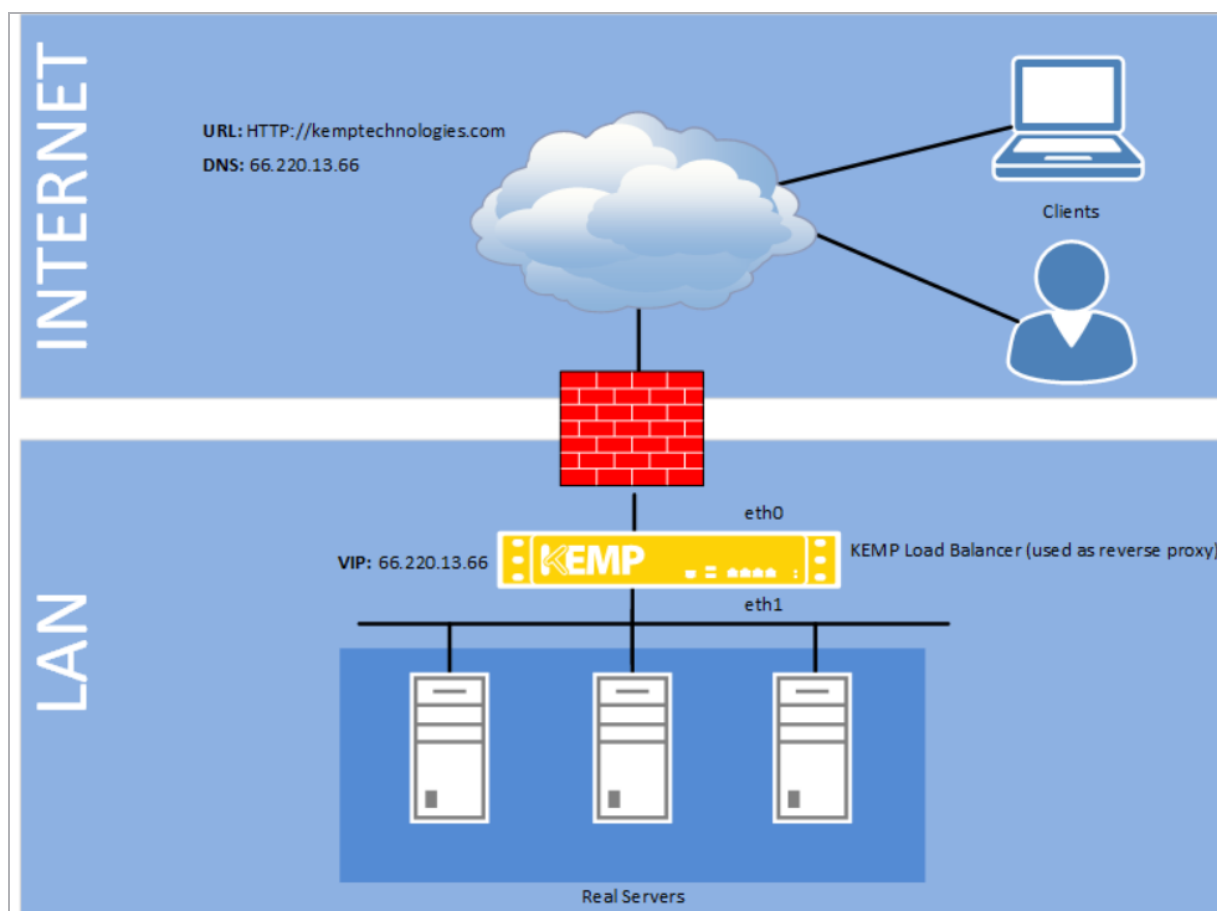 INTERNET
URL: HTTP://kemptechnologies.com
DNS: 66.220.13.66
Clients
LAN
eth0
VIP: 66.220.13.66
KEMP
KEMP Load Balancer (used as reverse proxy)
eth1
Real Servers